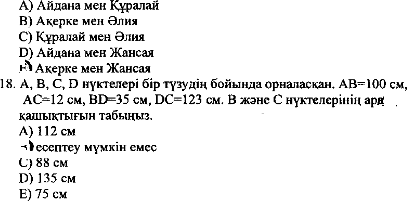 A) Айдана мен Құралай
B) Ақерке мен Әлия
C) Құралай мен Әлия
D) Айдана мен Жансая
Ақерке мен Жансая
18. A, B, C, D нүктелері бір түзудің бойында орналасқан. AB=100 см,
AC=12 см, BD=35 см, DC=123 см. B және C нүктелерінің ара
қашықтығын табыңыз.
A) 112 см
есептеу мүмкін емес
C) 88 см
D) 135 см
E) 75 см